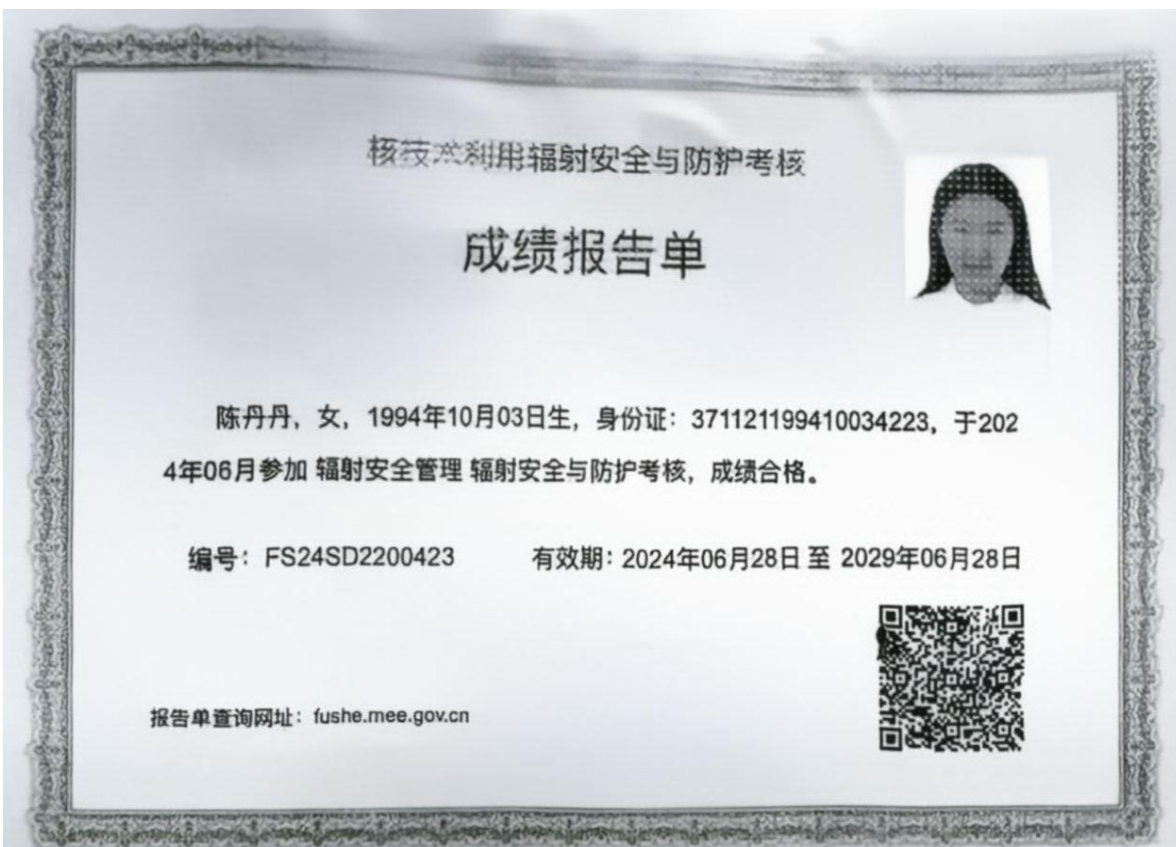 核技术利用辐射安全与防护考核
成绩报告单
陈丹丹，女，1994年10月03日生，身份证：371121199410034223，于202
4年06月参加 辐射安全管理 辐射安全与防护考核，成绩合格。
编号：FS24SD2200423 有效期：2024年06月28日 至 2029年06月28日
报告单查询网址：fushe.mee.gov.cn